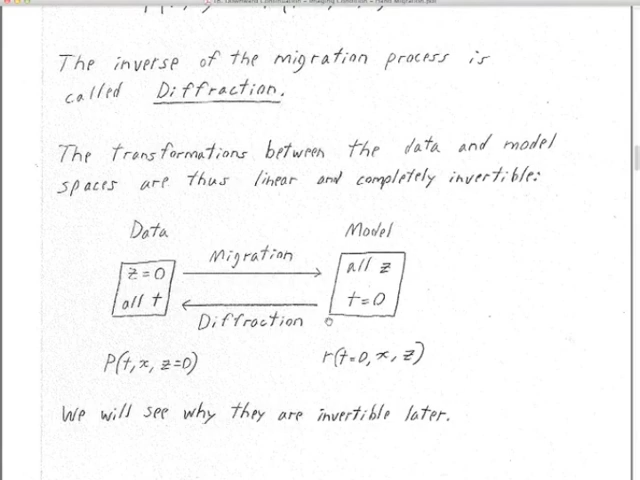 The inverse of the migration process is
called Diffraction.
The transformations between the data and model
spaces are thus linear and completely invertible:
Data Model
Migration
z=0
all t
all z
t=0
Diffraction
P(t, x, z=0) r(t=0, x, z)
We will see why they are invertible later.